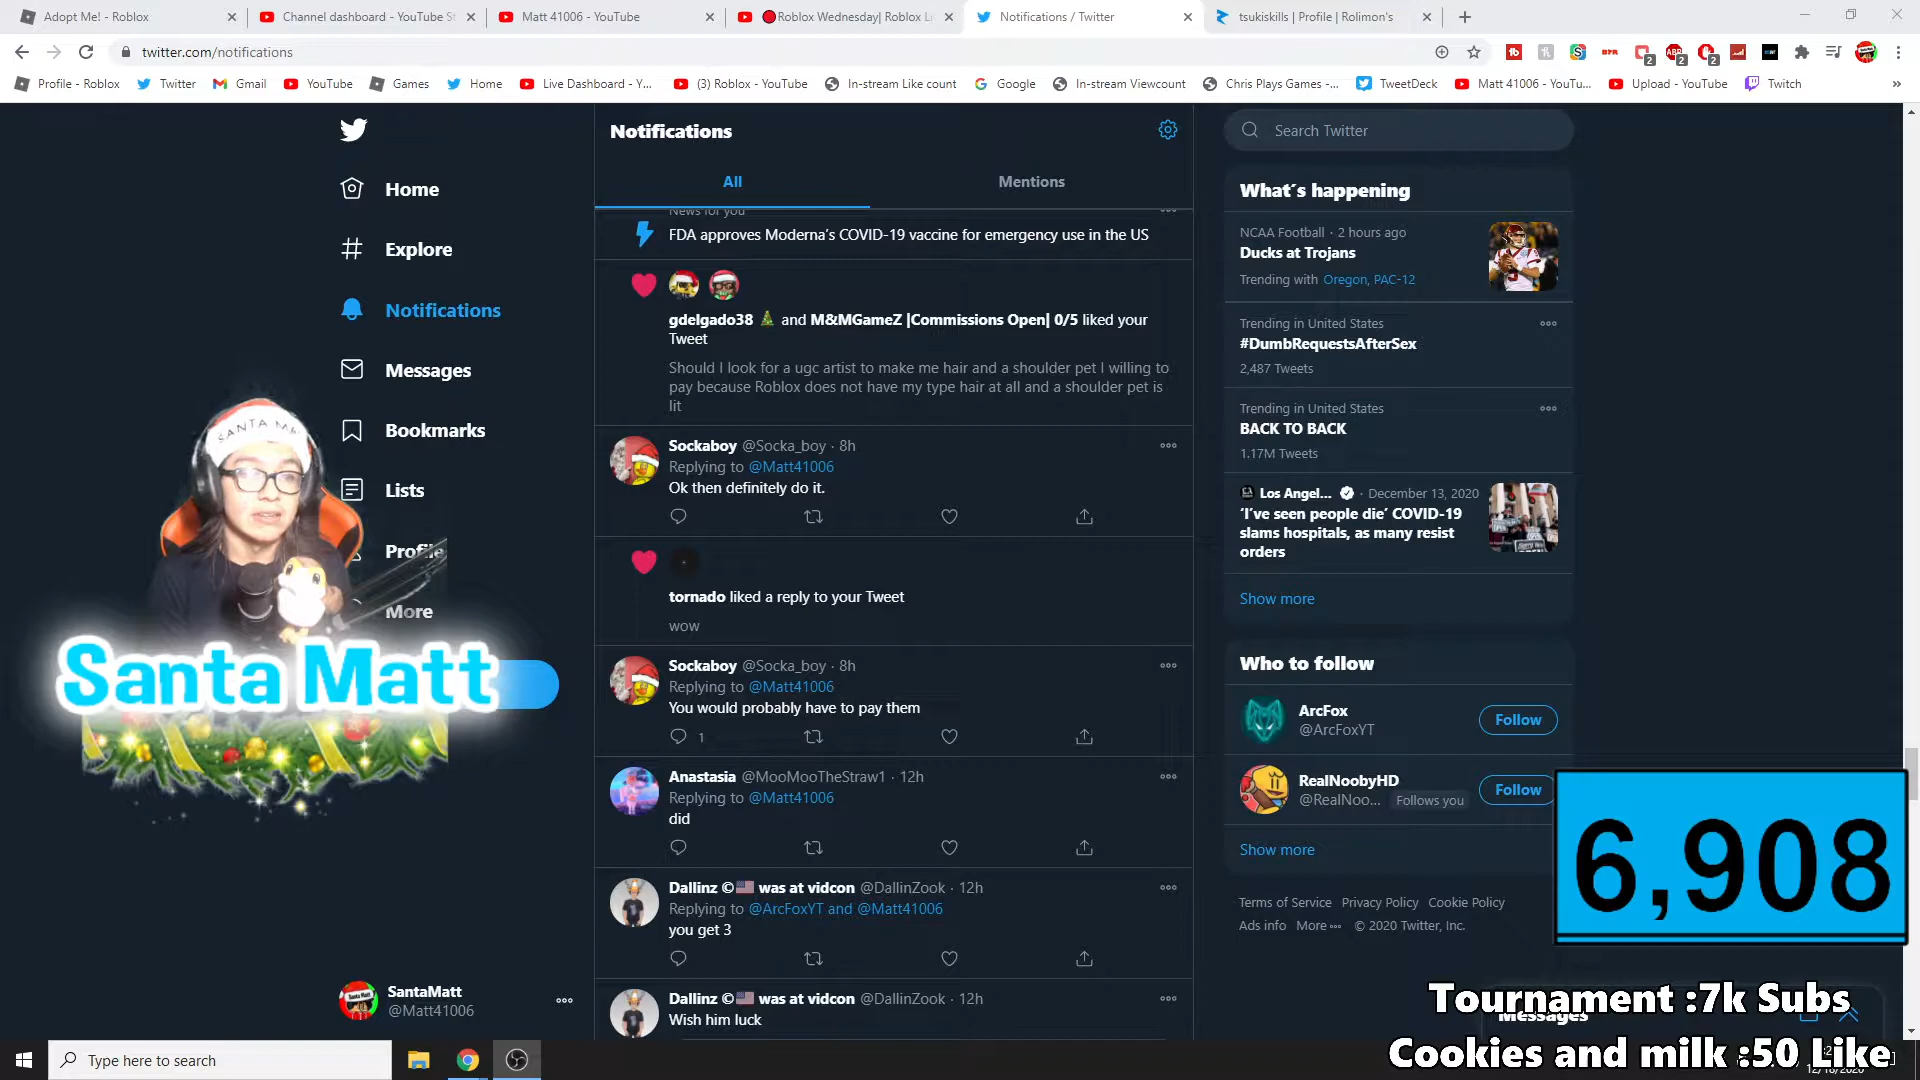 Adopt Me! - Roblox
Channel dashboard - YouTube St
Matt 41006 - YouTube
Roblox Wednesday| Roblox Li
Notifications / Twitter
tsukiskills | Profile | Rolimon's
twitter.com/notifications
Profile - Roblox
Twitter
Gmail
YouTube
Games
Home
Live Dashboard - Y...
(3) Roblox - YouTube
In-stream Like count
Google
In-stream Viewcount
Chris Plays Games -...
TweetDeck
Matt 41006 - YouTu...
Upload - YouTube
Twitch
Home
Explore
Notifications
Messages
Bookmarks
Lists
Profile
More
SANTA MA
Santa Matt
SantaMatt
@Matt41006
Notifications
All
Mentions
News for you
FDA approves Moderna's COVID-19 vaccine for emergency use in the US
gdelgado38 🎄 and M&MGameZ |Commissions Open| 0/5 liked your
Tweet
Should I look for a ugc artist to make me hair and a shoulder pet I willing to
pay because Roblox does not have my type hair at all and a shoulder pet is
lit
Sockaboy @Socka_boy · 8h
Replying to @Matt41006
Ok then definitely do it.
tornado liked a reply to your Tweet
wow
Sockaboy @Socka_boy · 8h
Replying to @Matt41006
You would probably have to pay them
1
Anastasia @MooMooTheStraw1 · 12h
Replying to @Matt41006
did
Dallinz ©🇺🇸 was at vidcon @DallinZook · 12h
Replying to @ArcFoxYT and @Matt41006
you get 3
Dallinz ©🇺🇸 was at vidcon @DallinZook · 12h
Wish him luck
Search Twitter
What's happening
NCAA Football · 2 hours ago
Ducks at Trojans
Trending with Oregon, PAC-12
Trending in United States
#DumbRequestsAfterSex
2,487 Tweets
Trending in United States
BACK TO BACK
1.17M Tweets
Los Angel... · December 13, 2020
'I've seen people die' COVID-19
slams hospitals, as many resist
orders
Show more
Who to follow
ArcFox
@ArcFoxYT
Follow
RealNoobyHD
@RealNoo... Follows you
Follow
Show more
Terms of Service Privacy Policy Cookie Policy
Ads info More ··· © 2020 Twitter, Inc.
6,908
Tournament :7k Subs
Messages
Cookies and milk :50 Like
Type here to search
12/18/2020